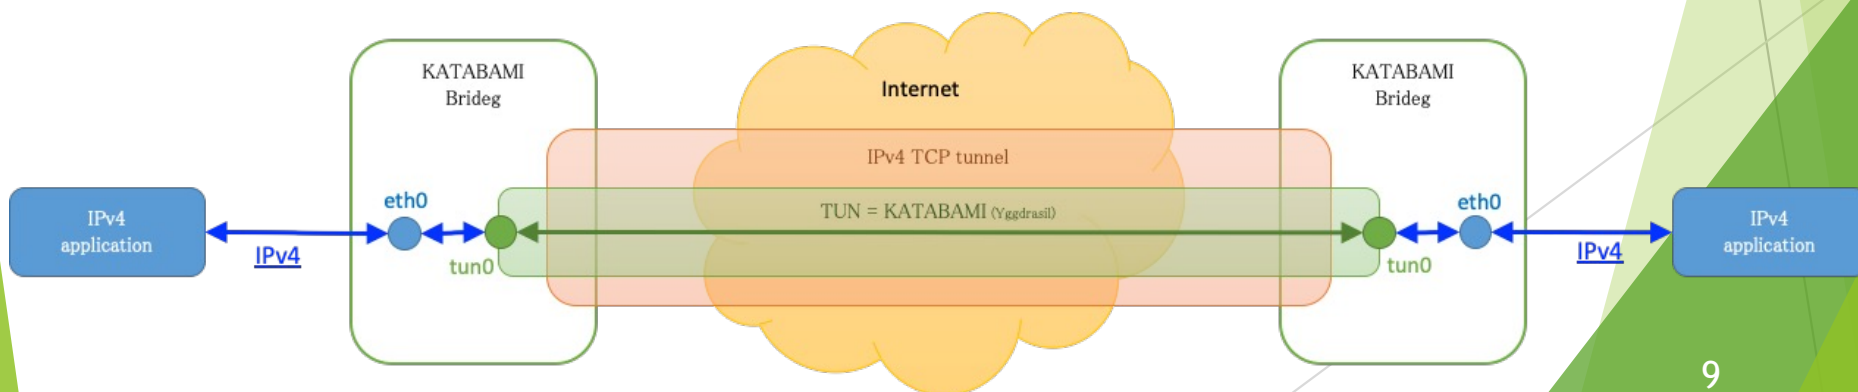 KATABAMI
Brideg
Internet
KATABAMI
Brideg
IPv4 TCP tunnel
IPv4
application
IPv4
eth0
tun0
TUN = KATABAMI (Yggdrasil)
eth0
tun0
IPv4
IPv4
application
9